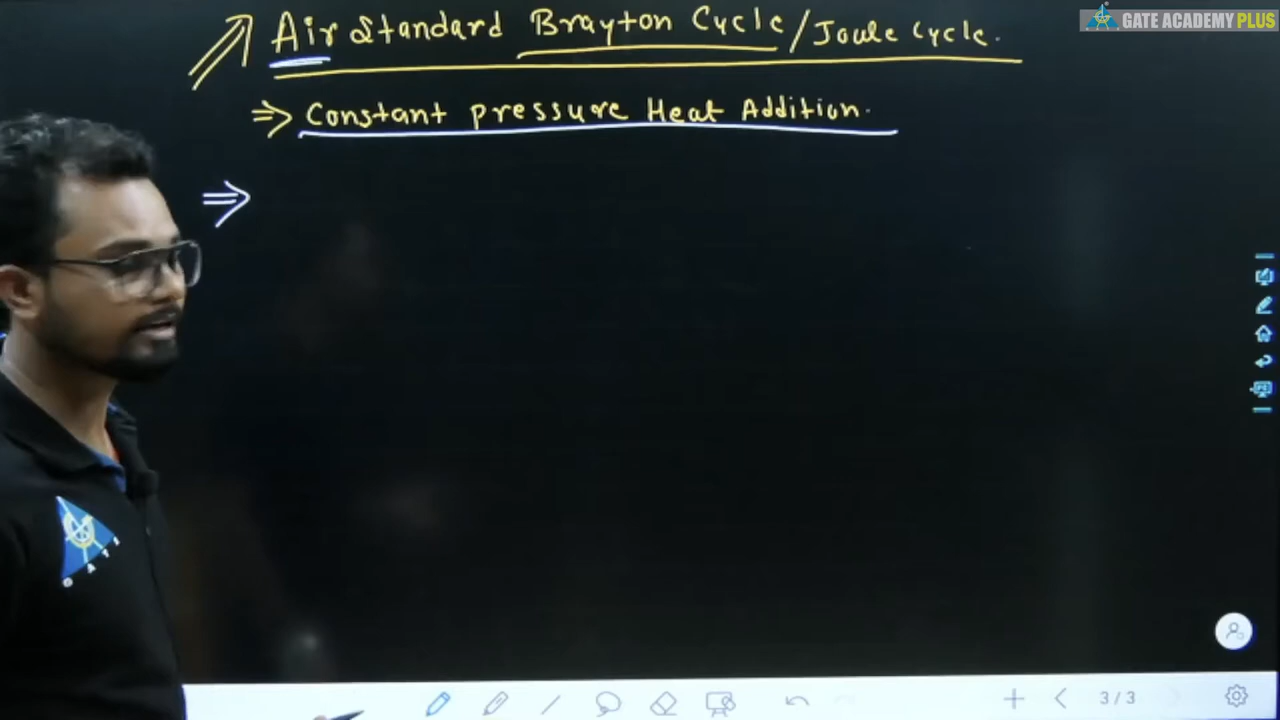 GATE ACADEMY PLUS
⇒ Air Standard Brayton Cycle / Joule cycle.
⇒ Constant pressure Heat Addition.
⇒
3/3